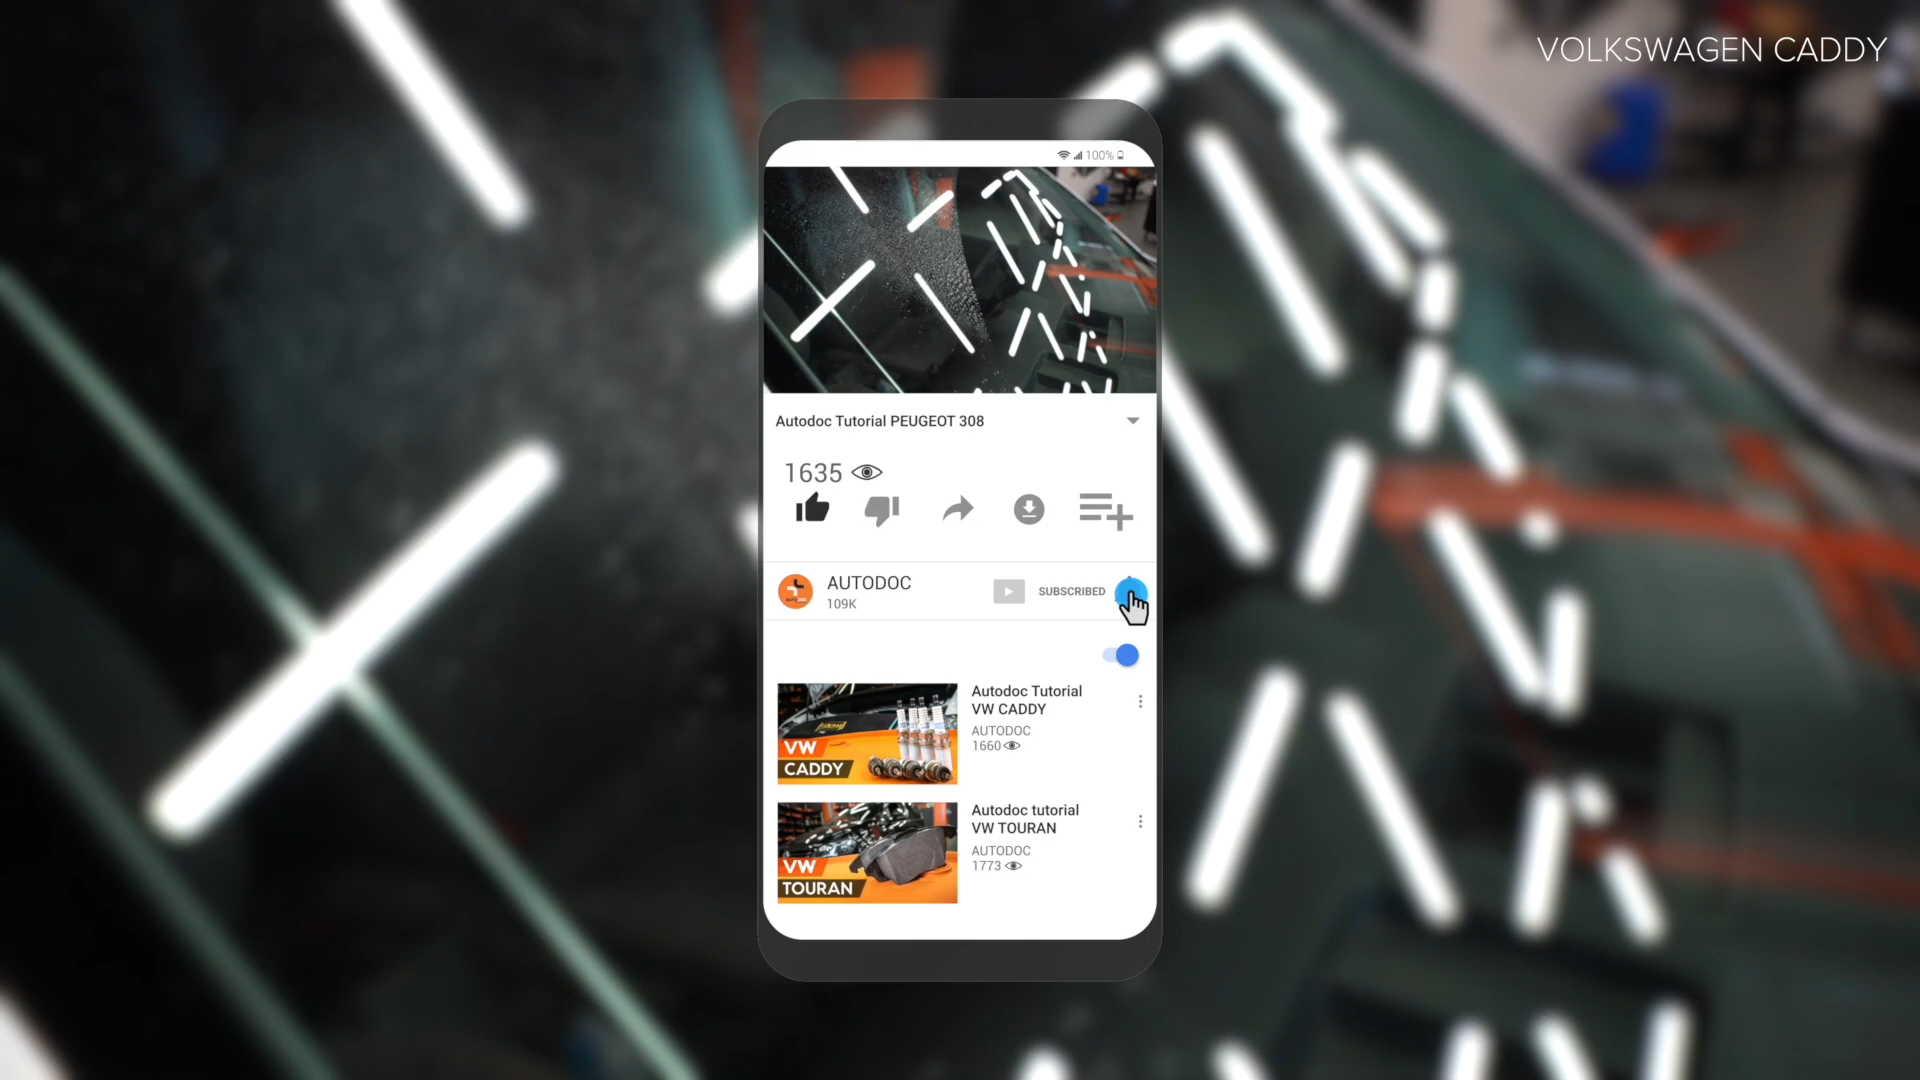 VOLKSWAGEN CADDY
100%
Autodoc Tutorial PEUGEOT 308
1635
AUTODOC
109K
SUBSCRIBED
VW
CADDY
Autodoc Tutorial
VW CADDY
AUTODOC
1660
VW
TOURAN
Autodoc tutorial
VW TOURAN
AUTODOC
1773